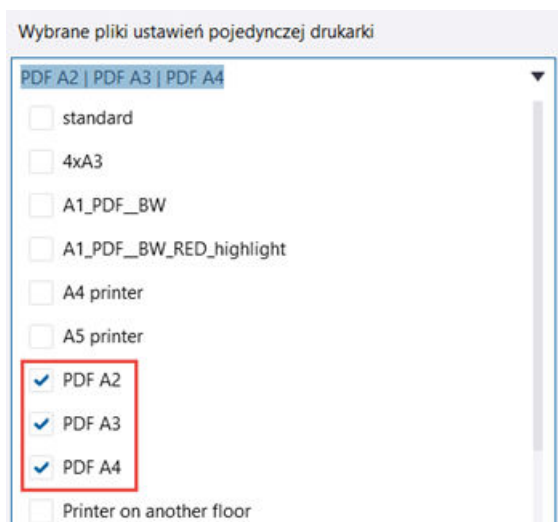 Wybrane pliki ustawień pojedynczej drukarki
PDF A2 | PDF A3 | PDF A4
standard
4xA3
A1_PDF__BW
A1_PDF__BW_RED_highlight
A4 printer
A5 printer
PDF A2
PDF A3
PDF A4
Printer on another floor